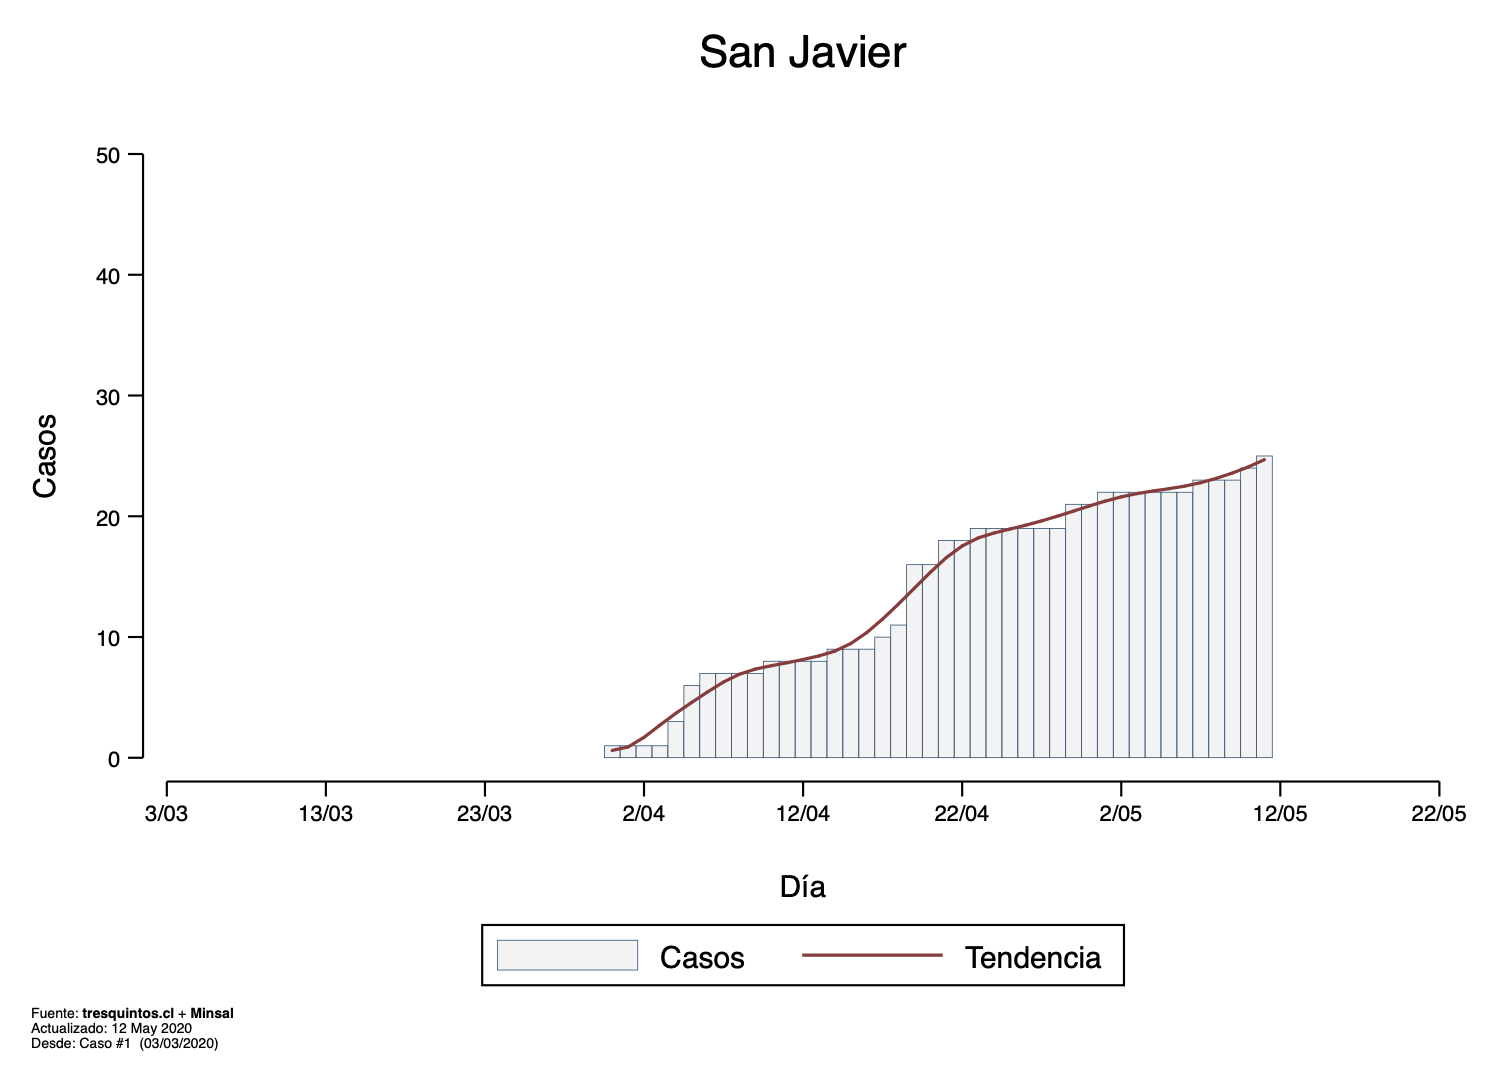 San Javier
50
40
30
20
10
0
Casos
3/03 13/03 23/03 2/04 12/04 22/04 2/05 12/05 22/05
Día
Casos Tendencia
Fuente: tresquintos.cl + Minsal
Actualizado: 12 May 2020
Desde: Caso #1 (03/03/2020)